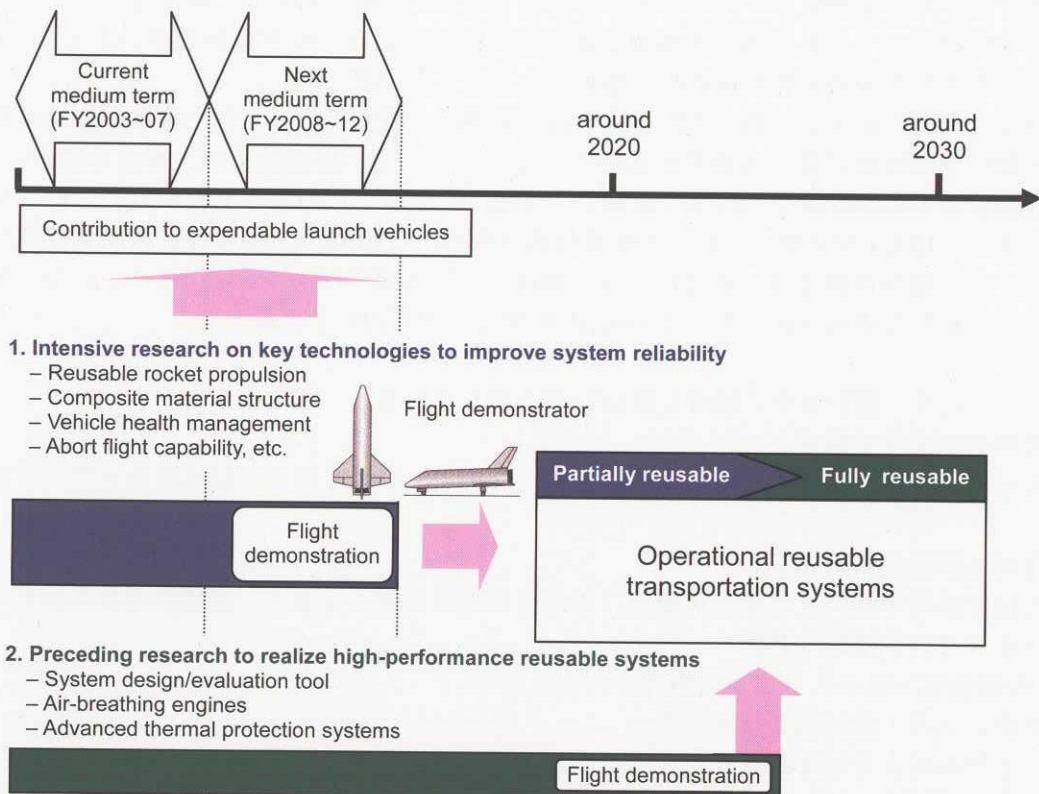 Current
medium term
(FY2003~07)
Next
medium term
(FY2008~12)
around
2020
around
2030
Contribution to expendable launch vehicles
1. Intensive research on key technologies to improve system reliability
– Reusable rocket propulsion
– Composite material structure
– Vehicle health management
– Abort flight capability, etc.
Flight demonstrator
Flight
demonstration
Partially reusable
Fully reusable
Operational reusable
transportation systems
2. Preceding research to realize high-performance reusable systems
– System design/evaluation tool
– Air-breathing engines
– Advanced thermal protection systems
Flight demonstration